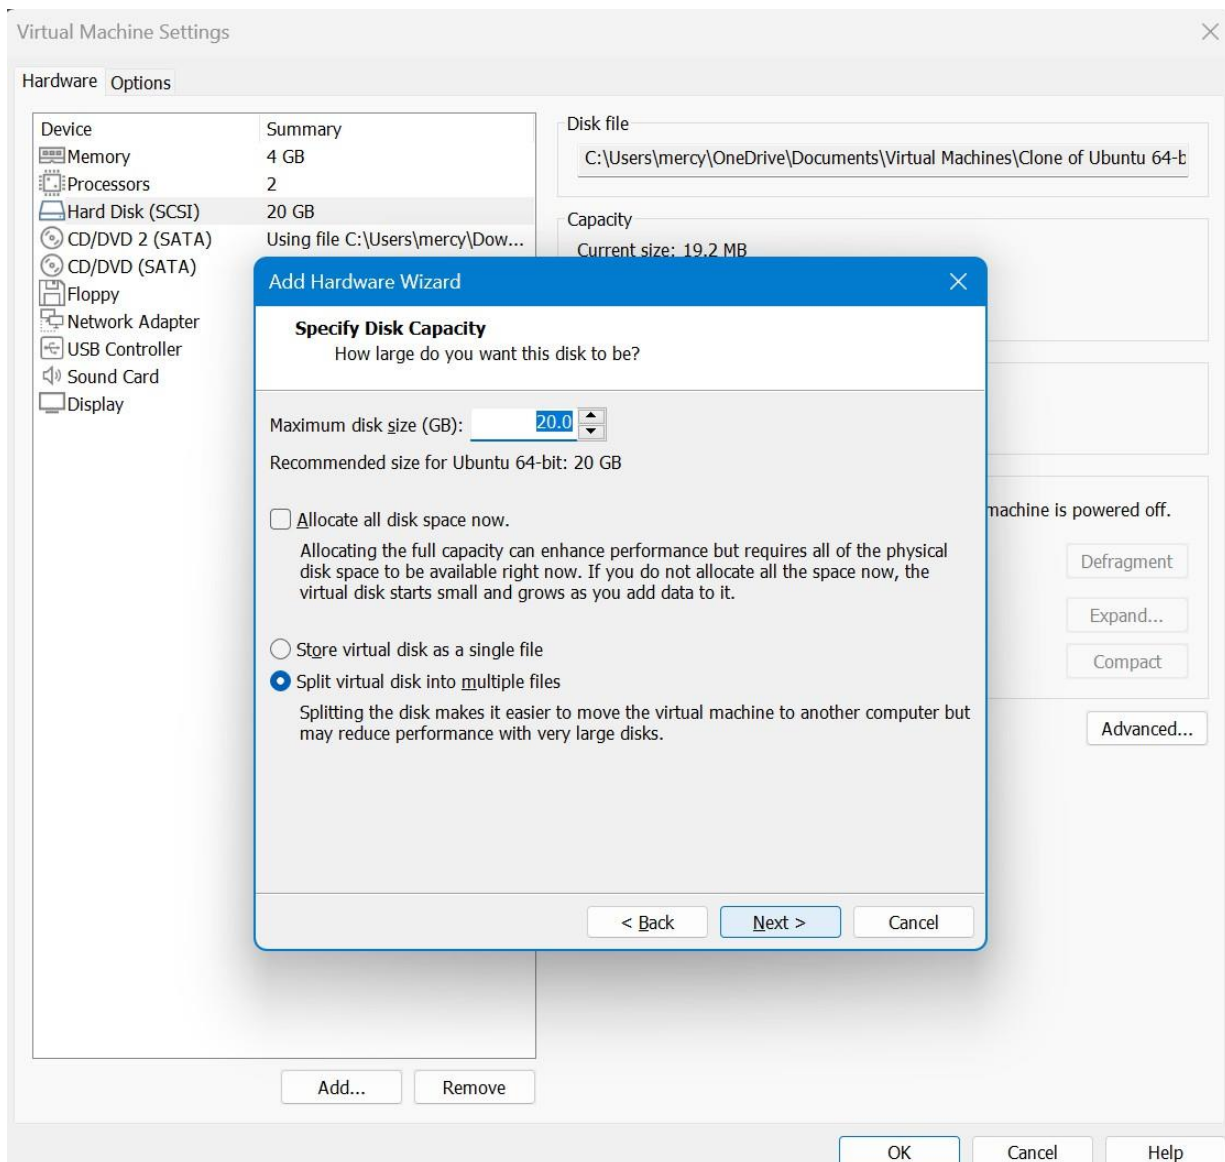 Virtual Machine Settings
Hardware Options
Device Summary
Memory 4 GB
Processors 2
Hard Disk (SCSI) 20 GB
CD/DVD 2 (SATA) Using file C:\Users\mercy\Dow...
CD/DVD (SATA)
Floppy
Network Adapter
USB Controller
Sound Card
Display
Add... Remove
Disk file
C:\Users\mercy\OneDrive\Documents\Virtual Machines\Clone of Ubuntu 64-b
Capacity
Current size: 19.2 MB
machine is powered off.
Defragment
Expand...
Compact
Advanced...
Add Hardware Wizard
Specify Disk Capacity
How large do you want this disk to be?
Maximum disk size (GB): 20.0
Recommended size for Ubuntu 64-bit: 20 GB
Allocate all disk space now.
Allocating the full capacity can enhance performance but requires all of the physical
disk space to be available right now. If you do not allocate all the space now, the
virtual disk starts small and grows as you add data to it.
Store virtual disk as a single file
Split virtual disk into multiple files
Splitting the disk makes it easier to move the virtual machine to another computer but
may reduce performance with very large disks.
< Back Next > Cancel
OK Cancel Help